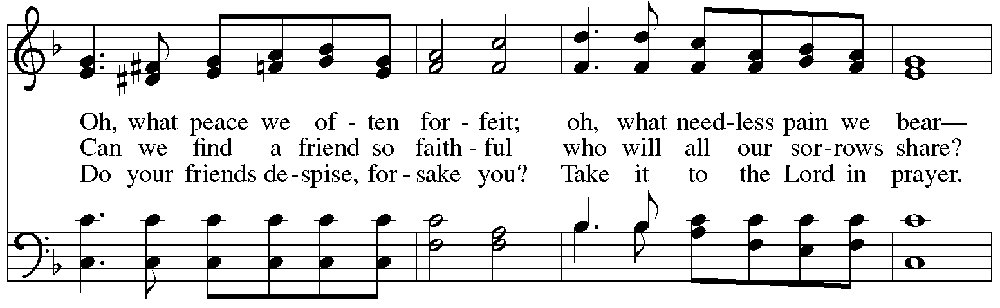 Oh, what peace we of - ten for - feit; oh, what need-less pain we bear—
Can we find a friend so faith - ful who will all our sor-rows share?
Do your friends de-spise, for-sake you? Take it to the Lord in prayer.